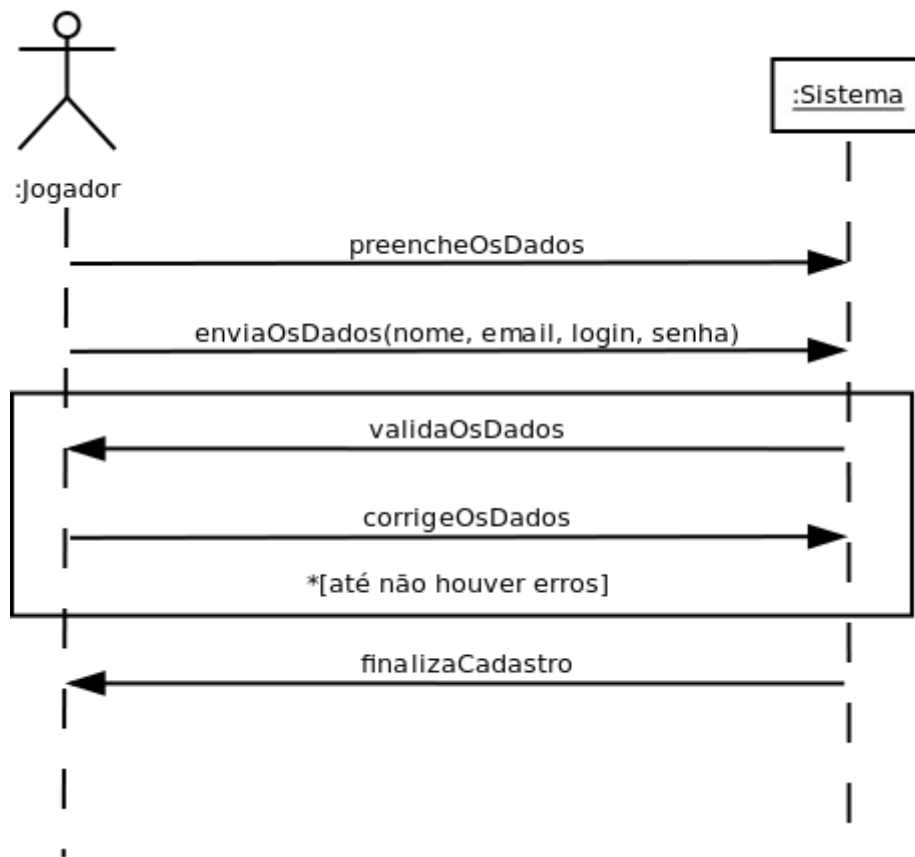 :Sistema
:Jogador
preencheOsDados
enviaOsDados(nome, email, login, senha)
validaOsDados
corrigeOsDados
*[até não houver erros]
finalizaCadastro